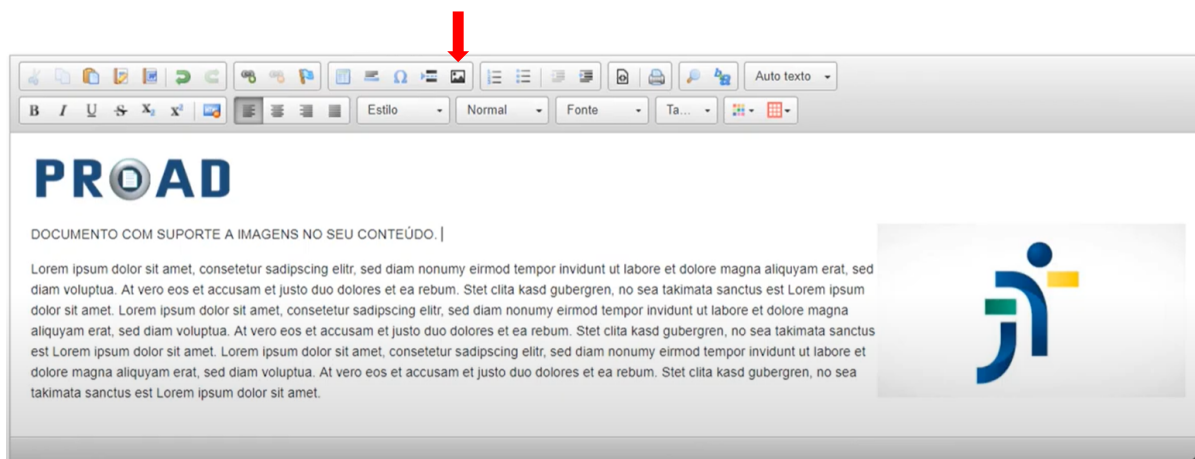 Auto texto
B I U S X₂ X²
Estilo Normal Fonte Ta...
PROAD
DOCUMENTO COM SUPORTE A IMAGENS NO SEU CONTEÚDO.
Lorem ipsum dolor sit amet, consetetur sadipscing elitr, sed diam nonumy eirmod tempor invidunt ut labore et dolore magna aliquyam erat, sed
diam voluptua. At vero eos et accusam et justo duo dolores et ea rebum. Stet clita kasd gubergren, no sea takimata sanctus est Lorem ipsum
dolor sit amet. Lorem ipsum dolor sit amet, consetetur sadipscing elitr, sed diam nonumy eirmod tempor invidunt ut labore et dolore magna
aliquyam erat, sed diam voluptua. At vero eos et accusam et justo duo dolores et ea rebum. Stet clita kasd gubergren, no sea takimata sanctus
est Lorem ipsum dolor sit amet. Lorem ipsum dolor sit amet, consetetur sadipscing elitr, sed diam nonumy eirmod tempor invidunt ut labore et
dolore magna aliquyam erat, sed diam voluptua. At vero eos et accusam et justo duo dolores et ea rebum. Stet clita kasd gubergren, no sea
takimata sanctus est Lorem ipsum dolor sit amet.